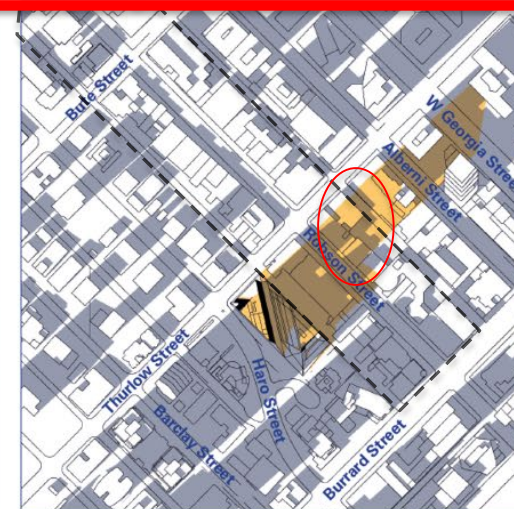 Bute Street
W Georgia Street
Alberni Street
Robson Street
Thurlow Street
Haro Street
Barclay Street
Burrard Street